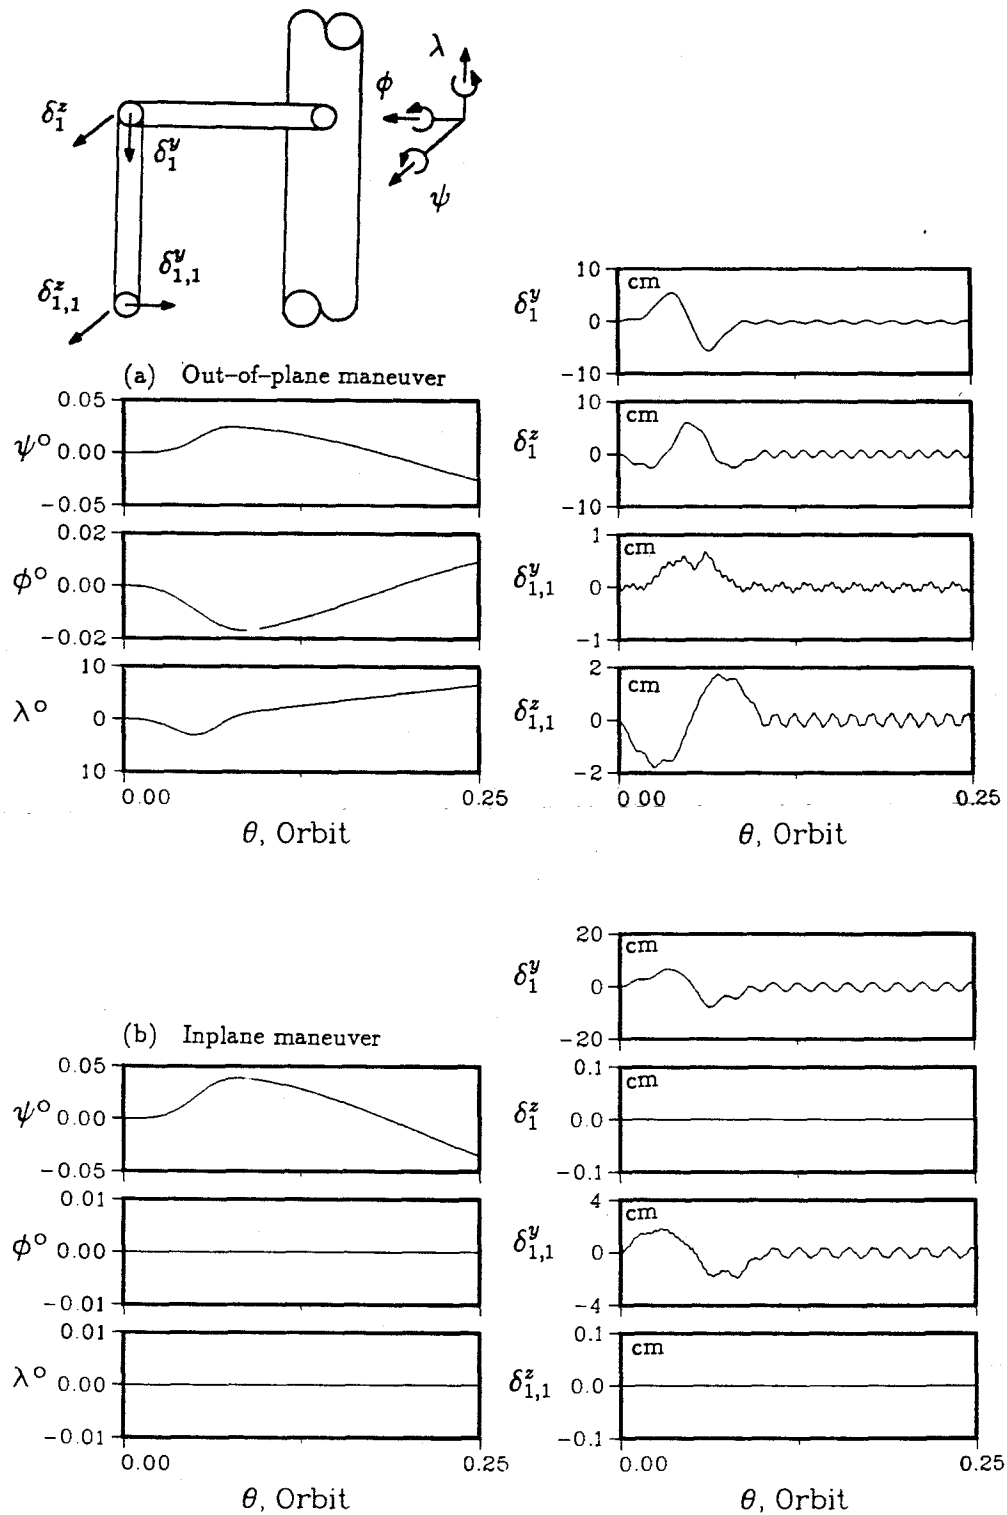 λ
φ
δ₁ᶻ
δ₁ʸ
ψ
δ₁,₁ʸ
δ₁,₁ᶻ
(a) Out-of-plane maneuver
0.05
ψ° 0.00
-0.05
0.02
φ° 0.00
-0.02
10
λ° 0
10
0.00 0.25
θ, Orbit
10
cm
δ₁ʸ 0
-10
10
cm
δ₁ᶻ 0
-10
1
cm
δ₁,₁ʸ 0
-1
2
cm
δ₁,₁ᶻ 0
-2
0.00 0.25
θ, Orbit
(b) Inplane maneuver
0.05
ψ° 0.00
-0.05
0.01
φ° 0.00
-0.01
0.01
λ° 0.00
-0.01
0.00 0.25
θ, Orbit
20
cm
δ₁ʸ 0
-20
0.1
cm
δ₁ᶻ 0.0
-0.1
4
cm
δ₁,₁ʸ 0
-4
0.1
cm
δ₁,₁ᶻ 0.0
-0.1
0.00 0.25
θ, Orbit